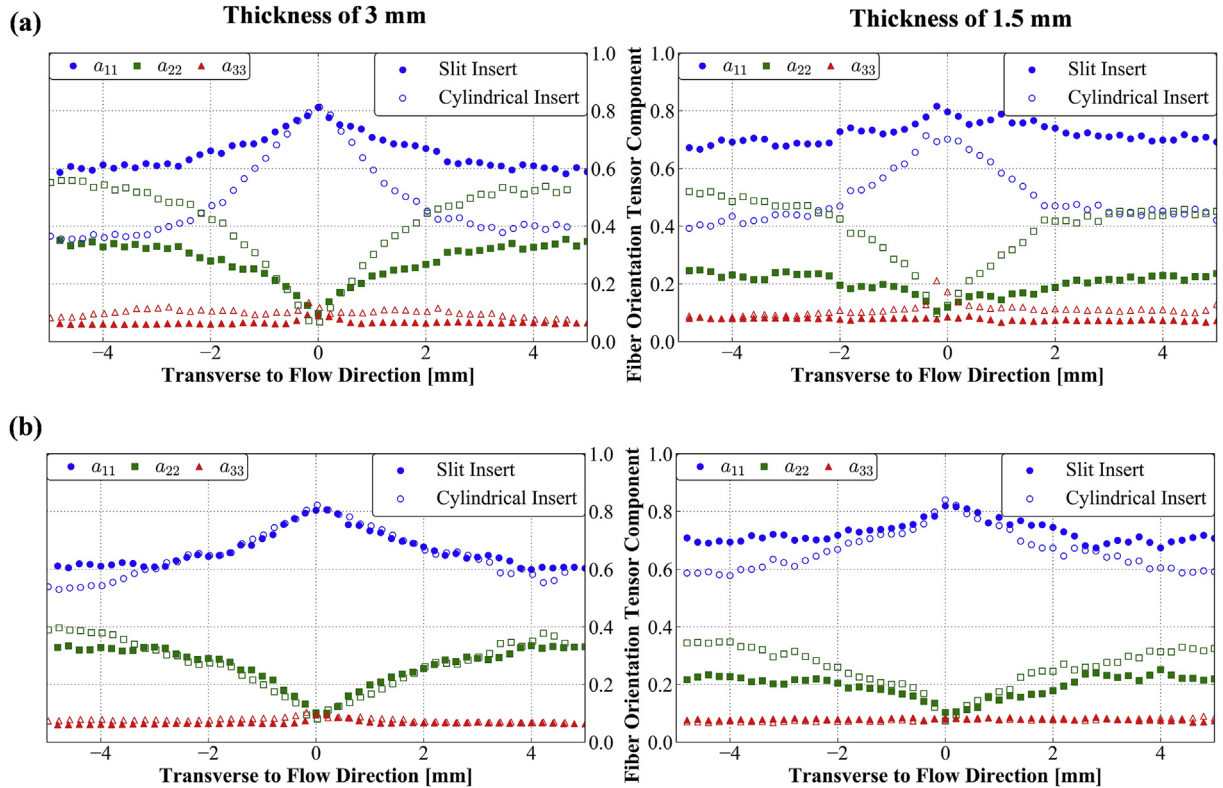 (a)
Thickness of 3 mm
Thickness of 1.5 mm
a11 a22 a33
Slit Insert
Cylindrical Insert
1.0
0.8
0.6
0.4
0.2
0.0
−4 −2 0 2 4
Transverse to Flow Direction [mm]
Fiber Orientation Tensor Component
a11 a22 a33
Slit Insert
Cylindrical Insert
1.0
0.8
0.6
0.4
0.2
0.0
−4 −2 0 2 4
Transverse to Flow Direction [mm]
(b)
a11 a22 a33
Slit Insert
Cylindrical Insert
1.0
0.8
0.6
0.4
0.2
0.0
−4 −2 0 2 4
Transverse to Flow Direction [mm]
Fiber Orientation Tensor Component
a11 a22 a33
Slit Insert
Cylindrical Insert
1.0
0.8
0.6
0.4
0.2
0.0
−4 −2 0 2 4
Transverse to Flow Direction [mm]